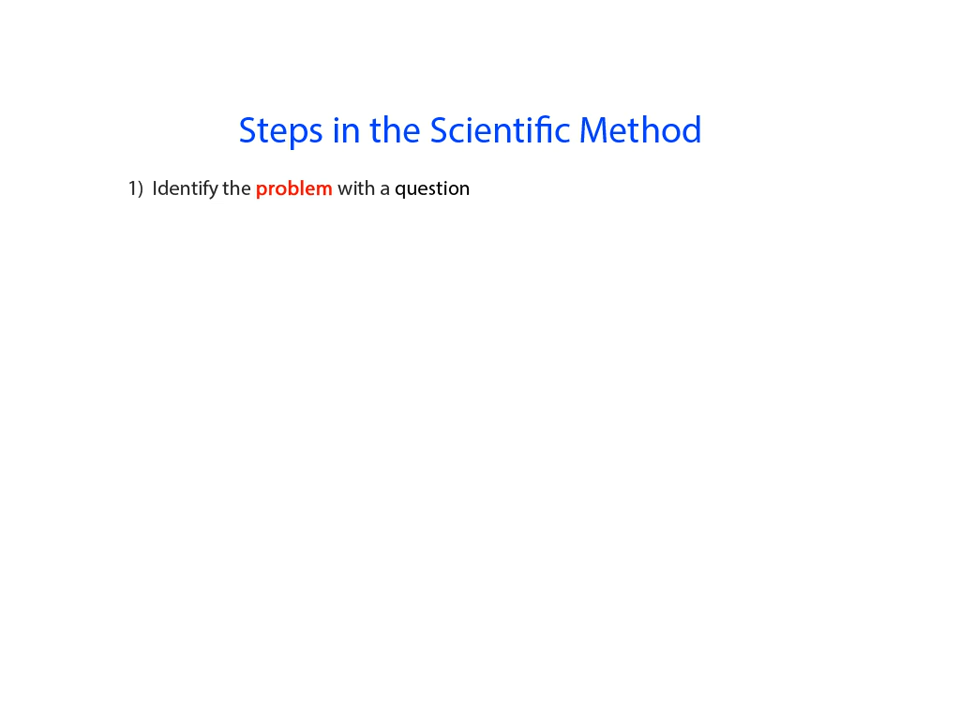 Steps in the Scientific Method
1) Identify the problem with a question